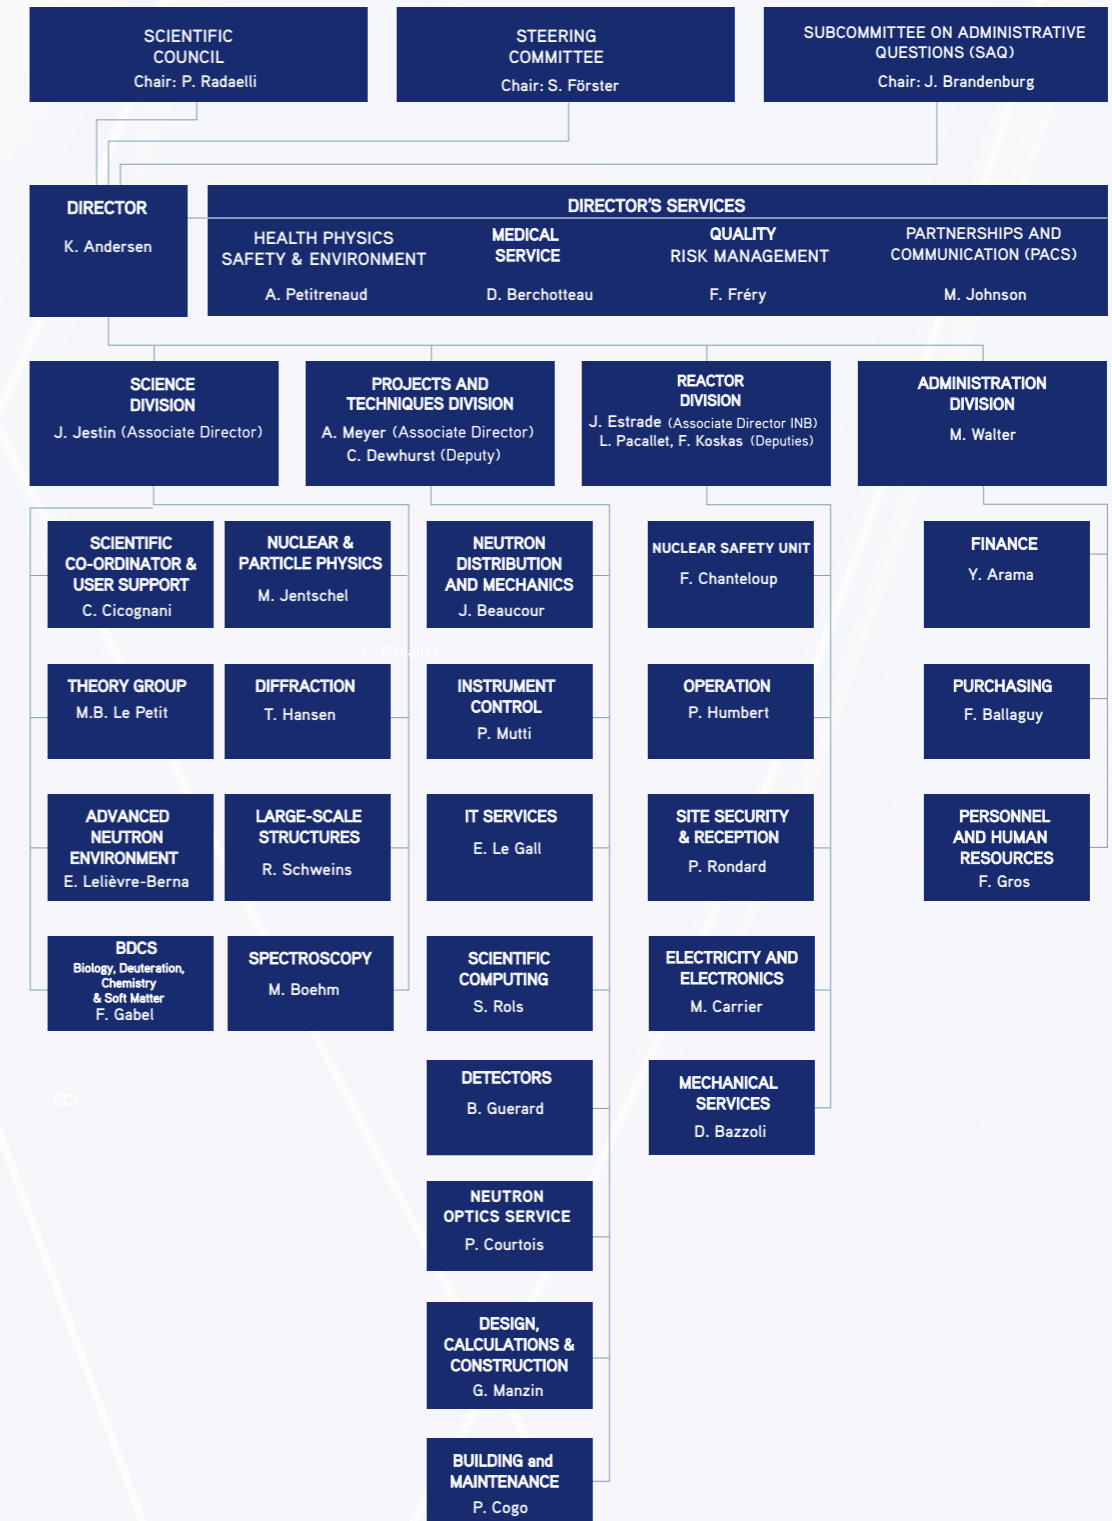 SCIENTIFIC
COUNCIL
Chair: P. Radaelli
STEERING
COMMITTEE
Chair: S. Förster
SUBCOMMITTEE ON ADMINISTRATIVE
QUESTIONS (SAQ)
Chair: J. Brandenburg
DIRECTOR
K. Andersen
DIRECTOR'S SERVICES
HEALTH PHYSICS
SAFETY & ENVIRONMENT
A. Petitrenaud
MEDICAL
SERVICE
D. Berchotteau
QUALITY
RISK MANAGEMENT
F. Fréry
PARTNERSHIPS AND
COMMUNICATION (PACS)
M. Johnson
SCIENCE
DIVISION
J. Jestin (Associate Director)
PROJECTS AND
TECHNIQUES DIVISION
A. Meyer (Associate Director)
C. Dewhurst (Deputy)
REACTOR
DIVISION
J. Estrade (Associate Director INB)
L. Pacallet, F. Koskas (Deputies)
ADMINISTRATION
DIVISION
M. Walter
SCIENTIFIC
CO-ORDINATOR &
USER SUPPORT
C. Cicognani
NUCLEAR &
PARTICLE PHYSICS
M. Jentschel
NEUTRON
DISTRIBUTION
AND MECHANICS
J. Beaucour
NUCLEAR SAFETY UNIT
F. Chanteloup
FINANCE
Y. Arama
L. Pacallet
THEORY GROUP
M.B. Le Petit
DIFFRACTION
T. Hansen
INSTRUMENT
CONTROL
P. Mutti
OPERATION
P. Humbert
PURCHASING
F. Ballaguy
ADVANCED
NEUTRON
ENVIRONMENT
E. Lelièvre-Berna
LARGE-SCALE
STRUCTURES
R. Schweins
IT SERVICES
E. Le Gall
SITE SECURITY
& RECEPTION
P. Rondard
PERSONNEL
AND HUMAN
RESOURCES
F. Gros
BDCS
Biology, Deuteration,
Chemistry
& Soft Matter
F. Gabel
SPECTROSCOPY
M. Boehm
SCIENTIFIC
COMPUTING
S. Rols
ELECTRICITY AND
ELECTRONICS
M. Carrier
SCI
DETECTORS
B. Guerard
MECHANICAL
SERVICES
D. Bazzoli
NEUTRON
OPTICS SERVICE
P. Courtois
DESIGN,
CALCULATIONS &
CONSTRUCTION
G. Manzin
BUILDING and
MAINTENANCE
P. Cogo